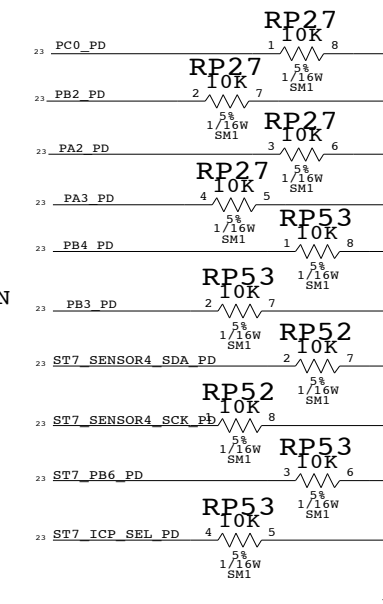 RP27
10K
23 PC0_PD 1 8
5%
1/16W
SM1
RP27
10K
23 PB2_PD 2 7
5%
1/16W
SM1
RP27
10K
23 PA2_PD 3 6
5%
1/16W
SM1
RP27
10K
23 PA3_PD 4 5
5%
1/16W
SM1
RP53
10K
23 PB4_PD 1 8
5%
1/16W
SM1
N
RP53
10K
23 PB3_PD 2 7
5%
1/16W
SM1
RP52
10K
23 ST7_SENSOR4_SDA_PD 2 7
5%
1/16W
SM1
RP52
10K
23 ST7_SENSOR4_SCK_PD 1 8
5%
1/16W
SM1
RP53
10K
23 ST7_PB6_PD 3 6
5%
1/16W
SM1
RP53
10K
23 ST7_ICP_SEL_PD 4 5
5%
1/16W
SM1